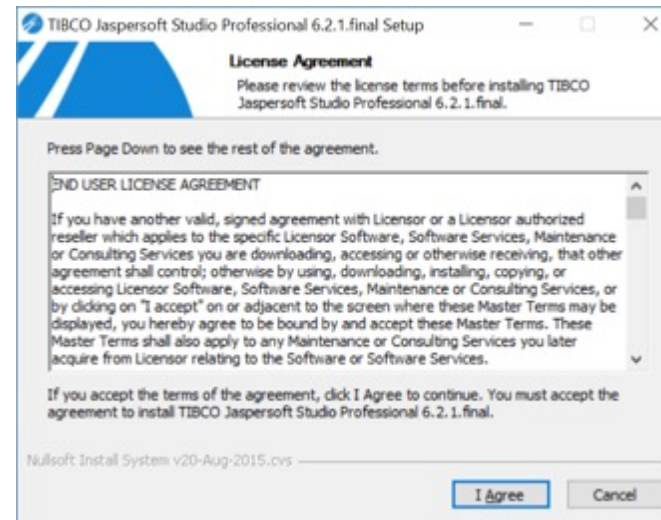 TIBCO Jaspersoft Studio Professional 6.2.1.final Setup
License Agreement
Please review the license terms before installing TIBCO
Jaspersoft Studio Professional 6.2.1.final.
Press Page Down to see the rest of the agreement.
END USER LICENSE AGREEMENT
If you have another valid, signed agreement with Licensor or a Licensor authorized
reseller which applies to the specific Licensor Software, Software Services, Maintenance
or Consulting Services you are downloading, accessing or otherwise receiving, that other
agreement shall control; otherwise by using, downloading, installing, copying, or
accessing Licensor Software, Software Services, Maintenance or Consulting Services, or
by clicking on "I accept" on or adjacent to the screen where these Master Terms may be
displayed, you hereby agree to be bound by and accept these Master Terms. These
Master Terms shall also apply to any Maintenance or Consulting Services you later
acquire from Licensor relating to the Software or Software Services.
If you accept the terms of the agreement, click I Agree to continue. You must accept the
agreement to install TIBCO Jaspersoft Studio Professional 6.2.1.final.
Nullsoft Install System v20-Aug-2015.cvs
I Agree
Cancel